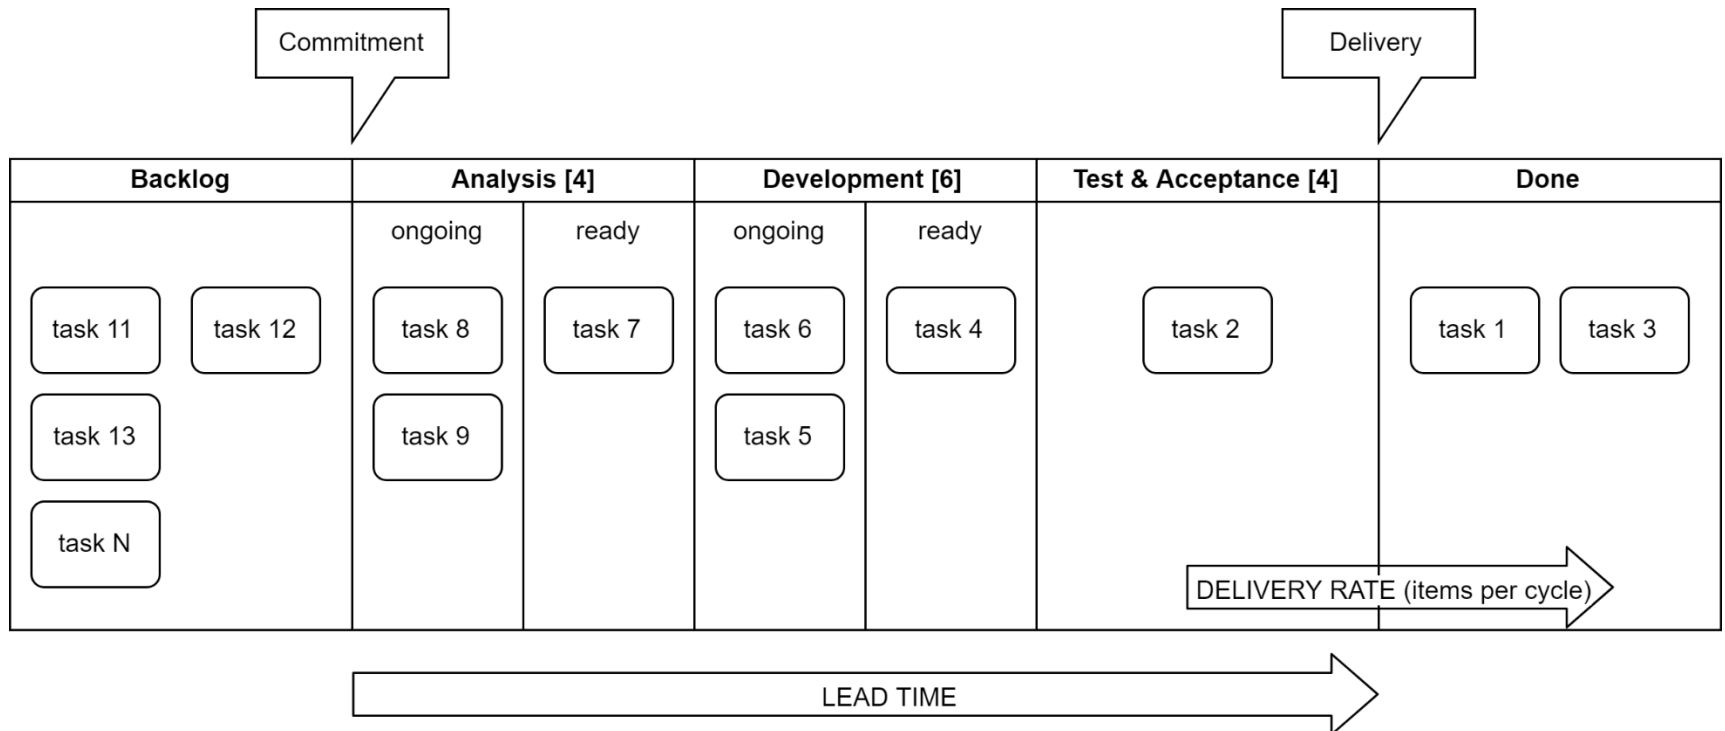 Commitment
Delivery
Backlog
Analysis [4]
Development [6]
Test & Acceptance [4]
Done
ongoing
ready
ongoing
ready
task 11
task 12
task 8
task 7
task 6
task 4
task 2
task 1
task 3
task 13
task 9
task 5
task N
DELIVERY RATE (items per cycle)
LEAD TIME